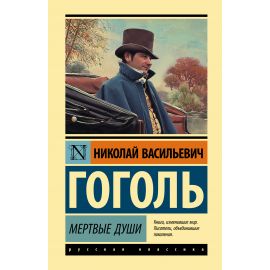 N
НИКОЛАЙ ВАСИЛЬЕВИЧ
ГОГОЛЬ
МЕРТВЫЕ ДУШИ
Книги, изменившие мир.
Писатели, объединившие
поколения.
русская классика